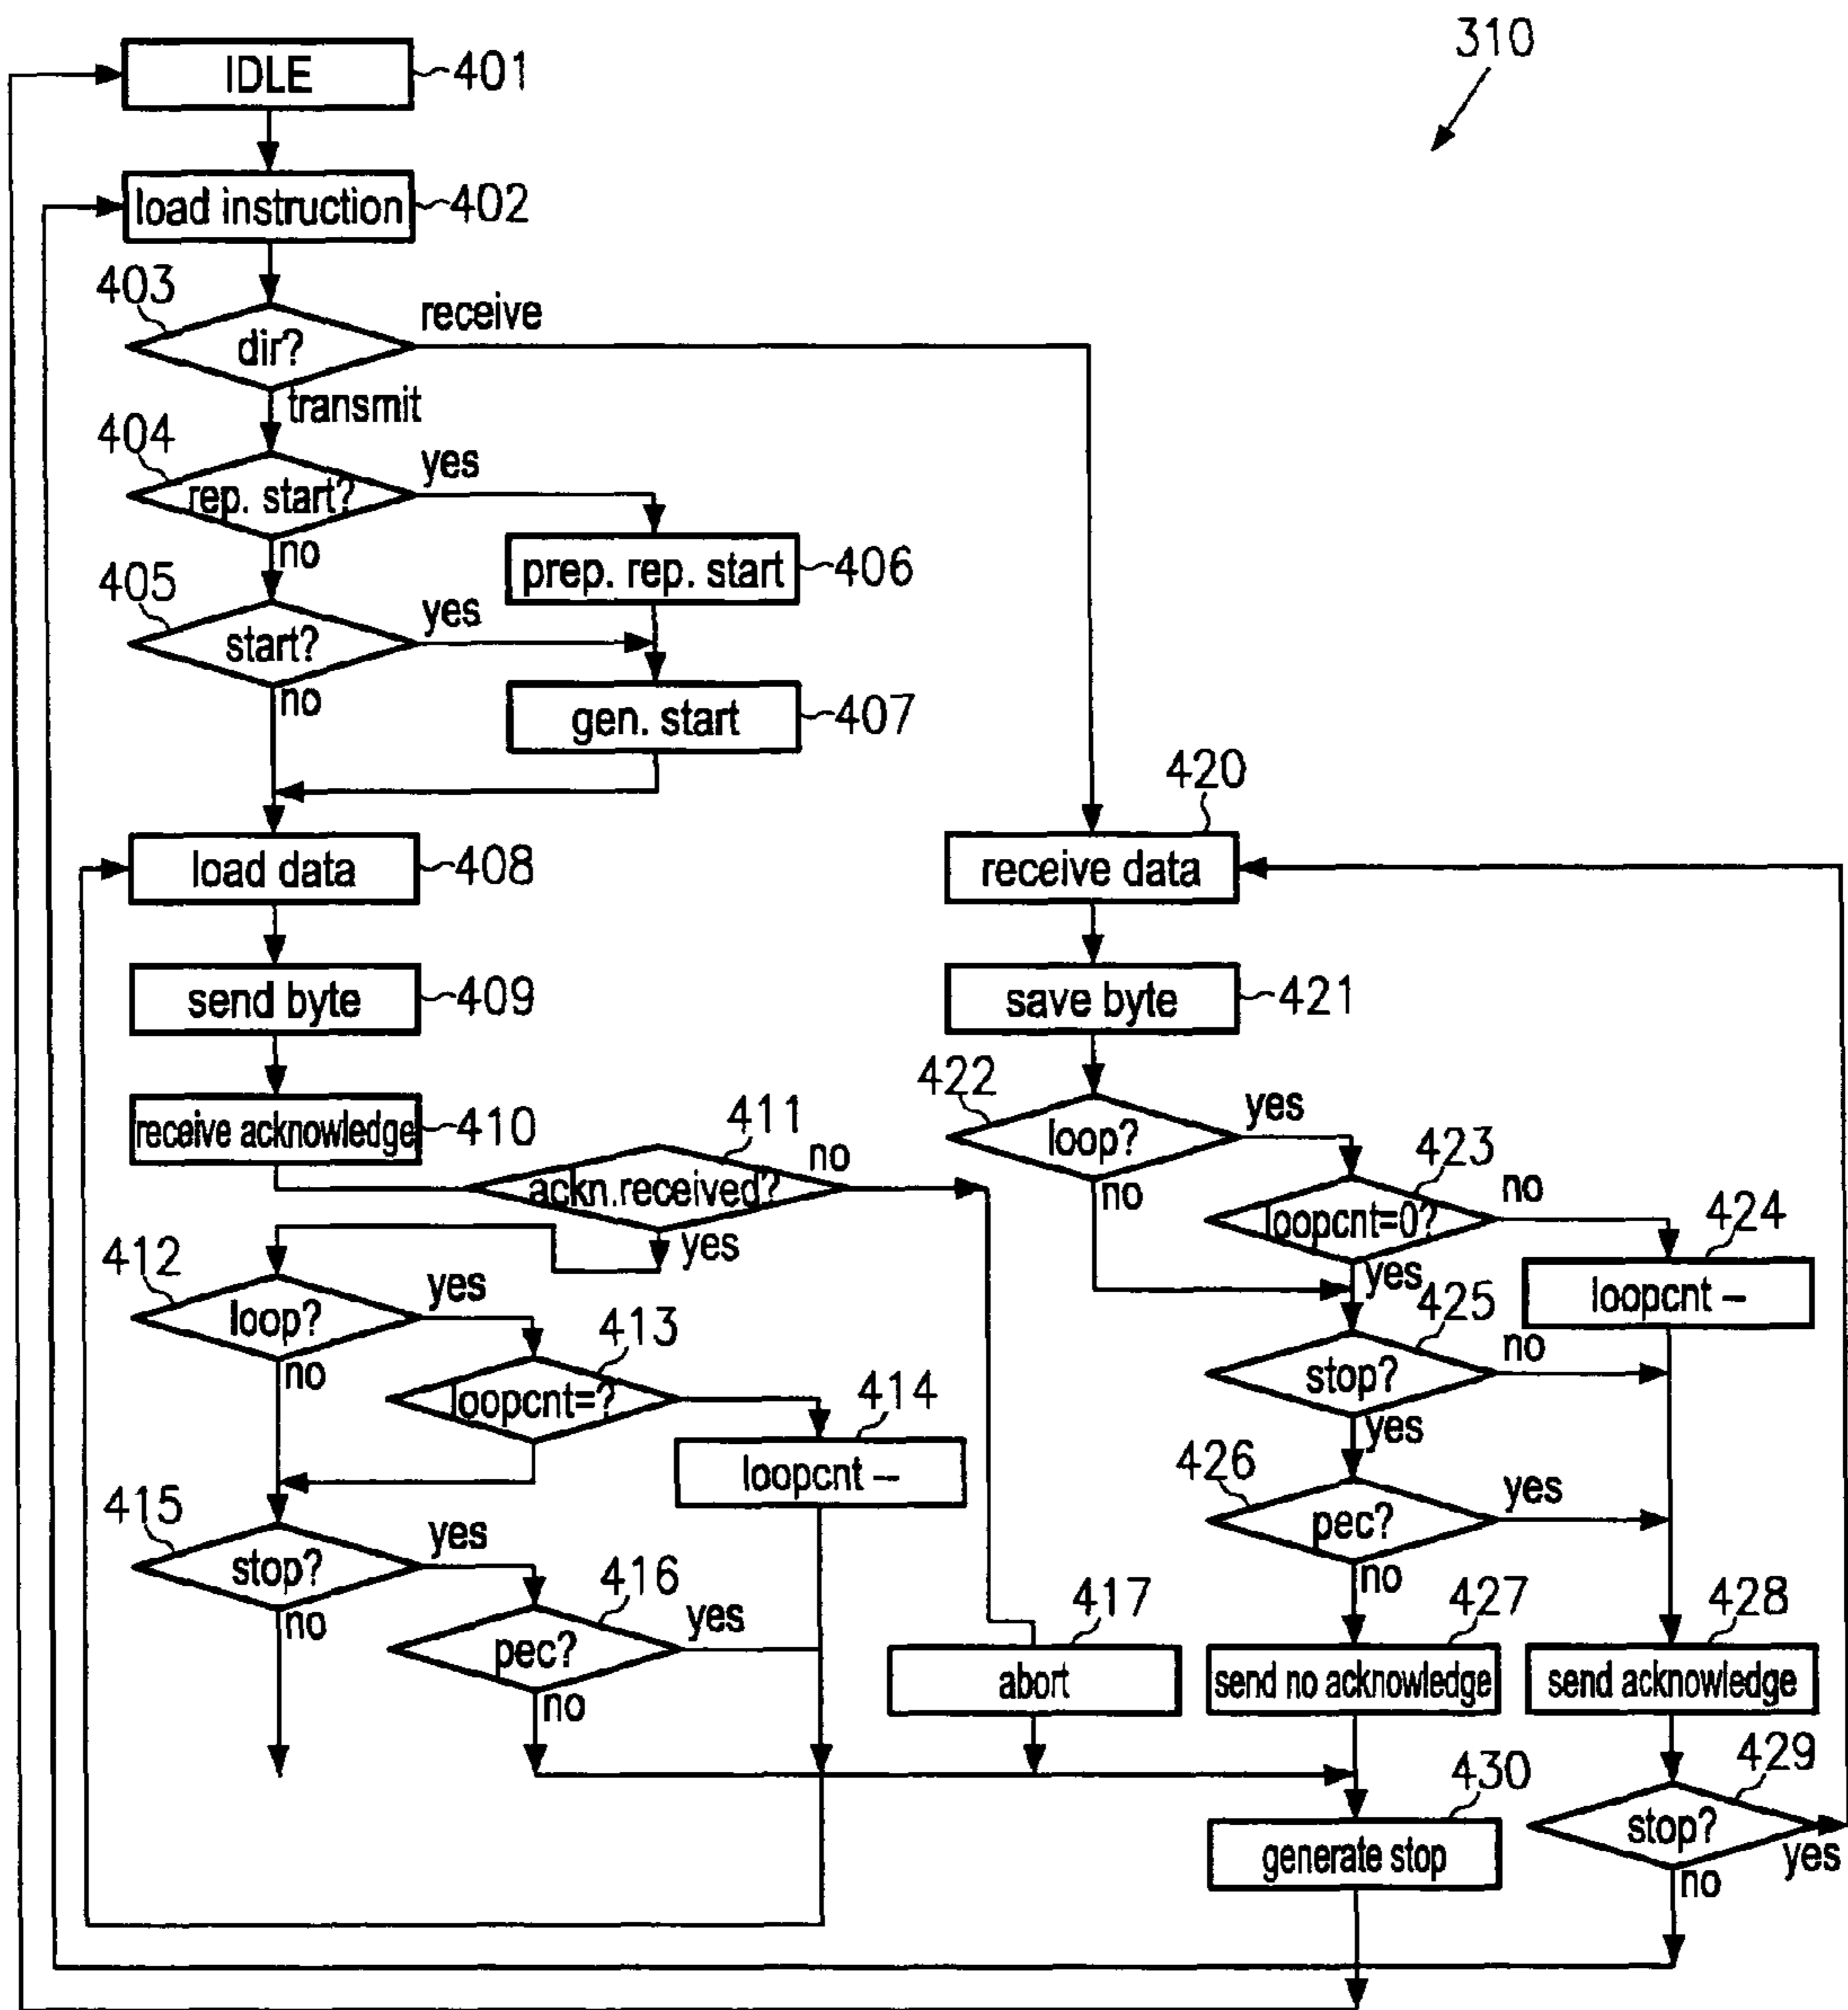 310
IDLE
401
load instruction
402
403
dir?
receive
transmit
404
rep. start?
yes
no
prep. rep. start
406
405
start?
yes
no
gen. start
407
load data
408
send byte
409
receive acknowledge
410
411
ackn.received?
no
yes
412
loop?
yes
no
413
loopcnt=?
414
loopcnt –
415
stop?
yes
no
416
pec?
yes
no
417
abort
420
receive data
save byte
421
422
loop?
yes
no
423
loopcnt=0?
no
yes
424
loopcnt –
425
stop?
no
yes
426
pec?
yes
no
427
send no acknowledge
428
send acknowledge
429
stop?
yes
no
430
generate stop